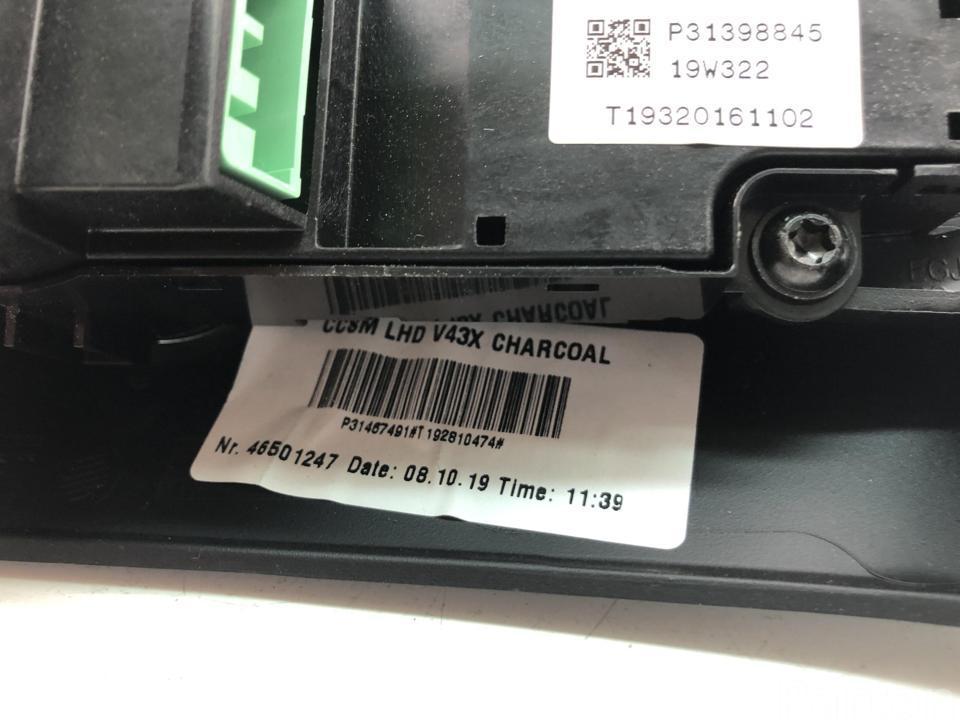 P31398845
19W322
T19320161102
CCSM LHD V43X CHARCOAL
P31467491#T192810474#
Nr. 46501247 Date: 08.10.19 Time: 11:39